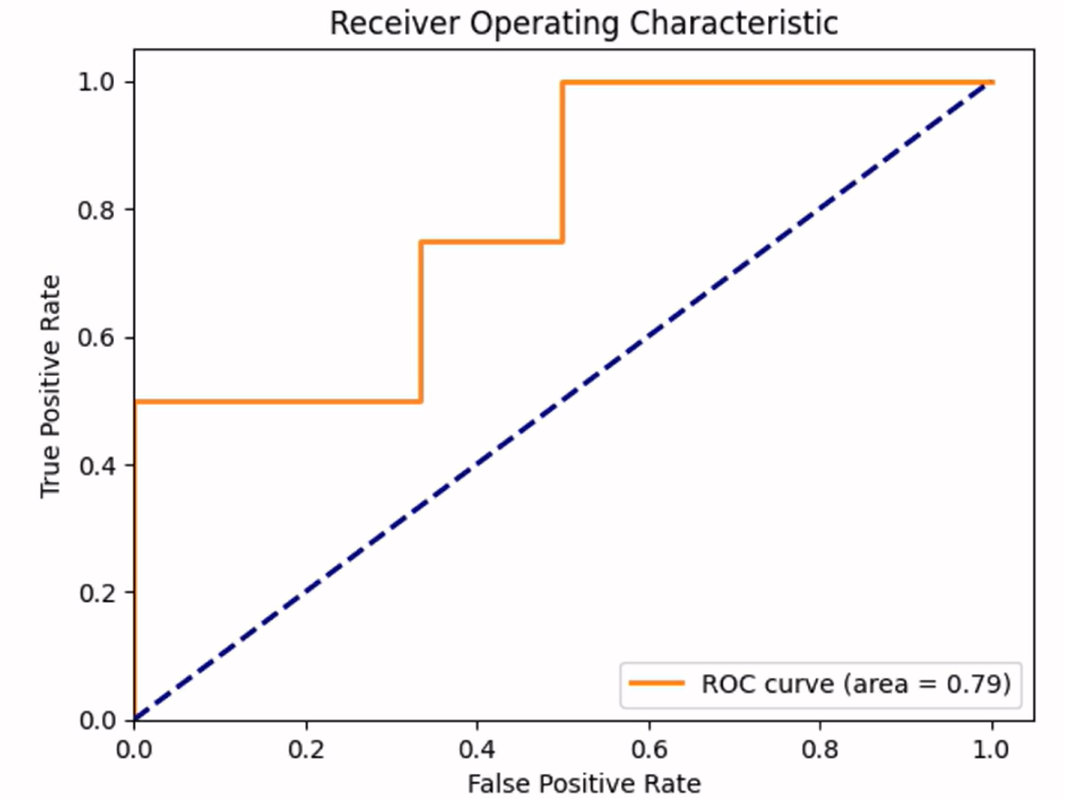 Receiver Operating Characteristic
1.0
0.8
0.6
0.4
0.2
0.0
True Positive Rate
ROC curve (area = 0.79)
0.0 0.2 0.4 0.6 0.8 1.0
False Positive Rate